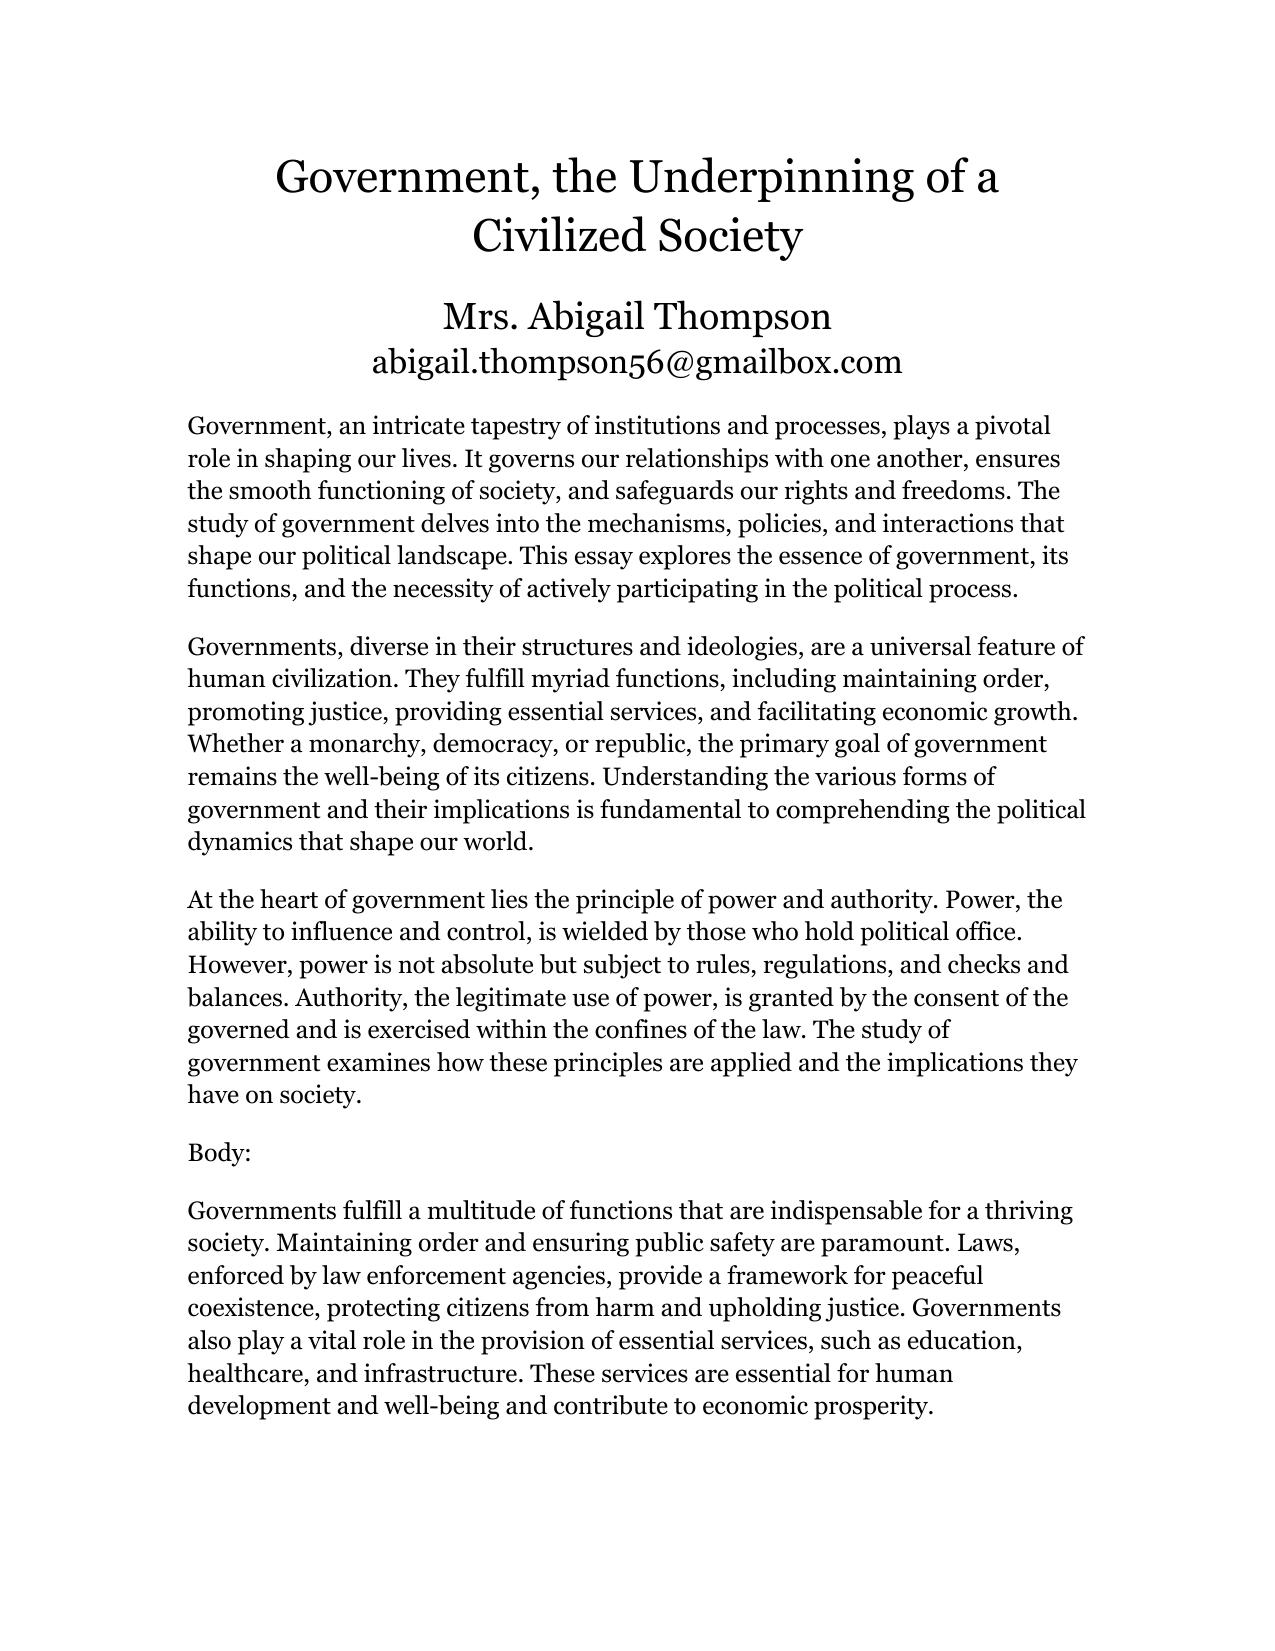 Government, the Underpinning of a
Civilized Society
Mrs. Abigail Thompson
abigail.thompson56@gmailbox.com
Government, an intricate tapestry of institutions and processes, plays a pivotal
role in shaping our lives. It governs our relationships with one another, ensures
the smooth functioning of society, and safeguards our rights and freedoms. The
study of government delves into the mechanisms, policies, and interactions that
shape our political landscape. This essay explores the essence of government, its
functions, and the necessity of actively participating in the political process.
Governments, diverse in their structures and ideologies, are a universal feature of
human civilization. They fulfill myriad functions, including maintaining order,
promoting justice, providing essential services, and facilitating economic growth.
Whether a monarchy, democracy, or republic, the primary goal of government
remains the well-being of its citizens. Understanding the various forms of
government and their implications is fundamental to comprehending the political
dynamics that shape our world.
At the heart of government lies the principle of power and authority. Power, the
ability to influence and control, is wielded by those who hold political office.
However, power is not absolute but subject to rules, regulations, and checks and
balances. Authority, the legitimate use of power, is granted by the consent of the
governed and is exercised within the confines of the law. The study of
government examines how these principles are applied and the implications they
have on society.
Body:
Governments fulfill a multitude of functions that are indispensable for a thriving
society. Maintaining order and ensuring public safety are paramount. Laws,
enforced by law enforcement agencies, provide a framework for peaceful
coexistence, protecting citizens from harm and upholding justice. Governments
also play a vital role in the provision of essential services, such as education,
healthcare, and infrastructure. These services are essential for human
development and well-being and contribute to economic prosperity.